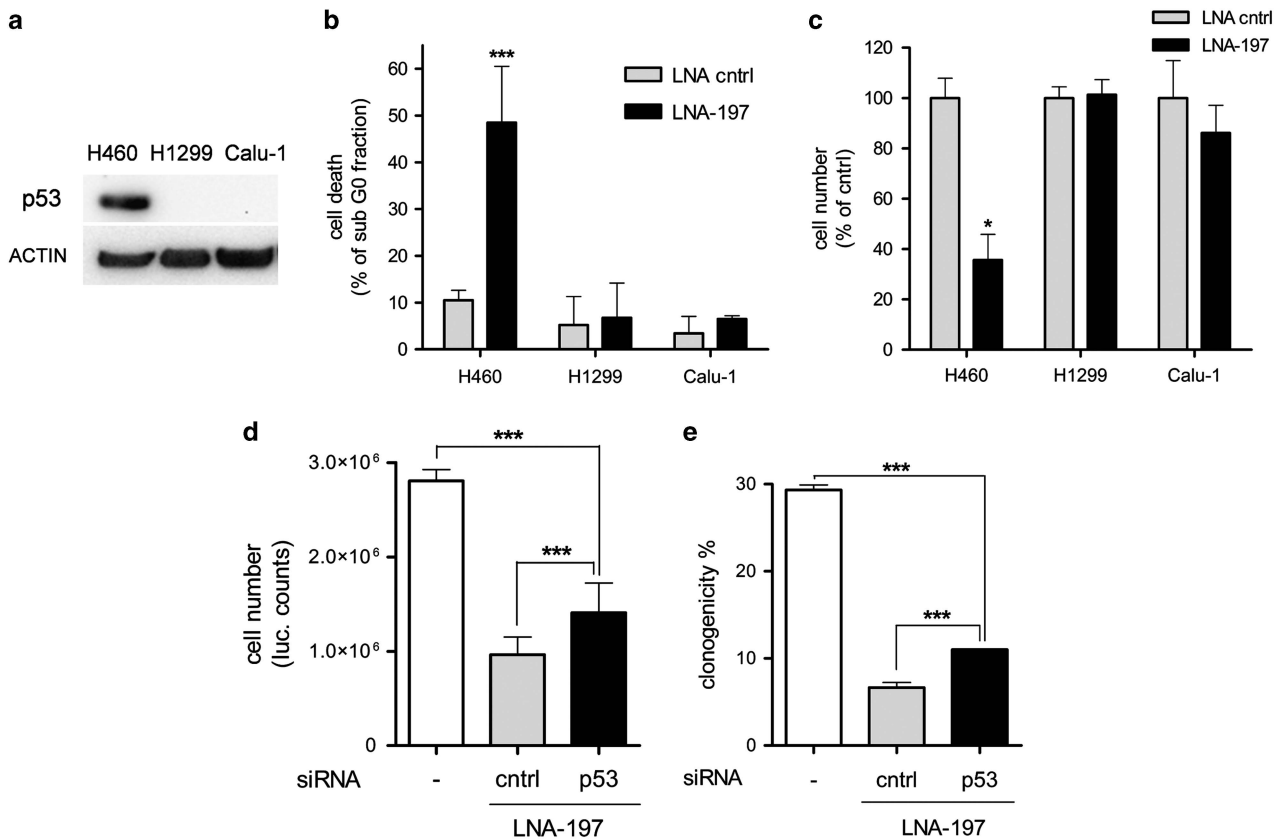 a
H460 H1299 Calu-1
p53
ACTIN
b
cell death
(% of sub G0 fraction)
60
50
40
30
20
10
0
***
LNA cntrl
LNA-197
H460
H1299
Calu-1
c
LNA cntrl
LNA-197
cell number
(% of cntrl)
120
100
80
60
40
20
0
*
H460
H1299
Calu-1
d
cell number
(luc. counts)
3.0×10⁶
2.0×10⁶
1.0×10⁶
0
***
***
siRNA - cntrl p53
LNA-197
e
clonogenicity %
30
20
10
0
***
***
siRNA - cntrl p53
LNA-197